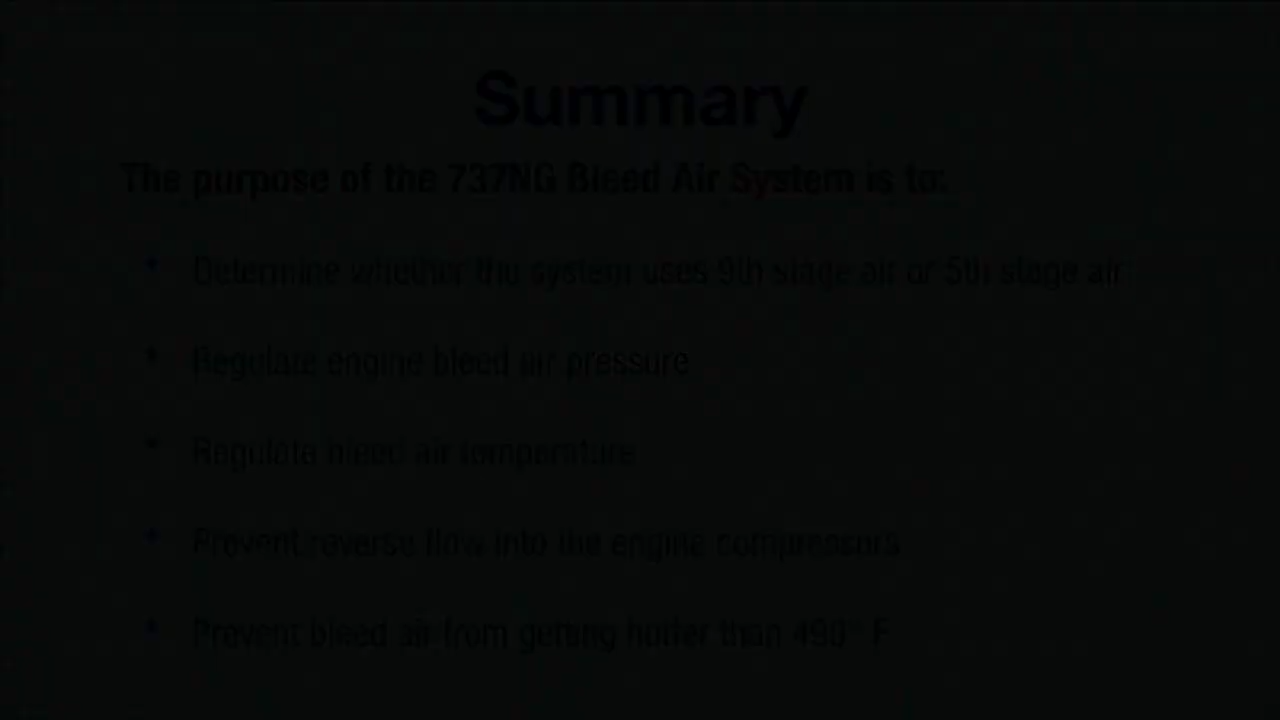 Summary
The purpose of the 737NG Bleed Air System is to:
• Determine whether the system uses 9th stage air or 5th stage air
• Regulate engine bleed air pressure
• Regulate bleed air temperature
• Prevent reverse flow into the engine compressors
• Prevent bleed air from getting hotter than 490° F